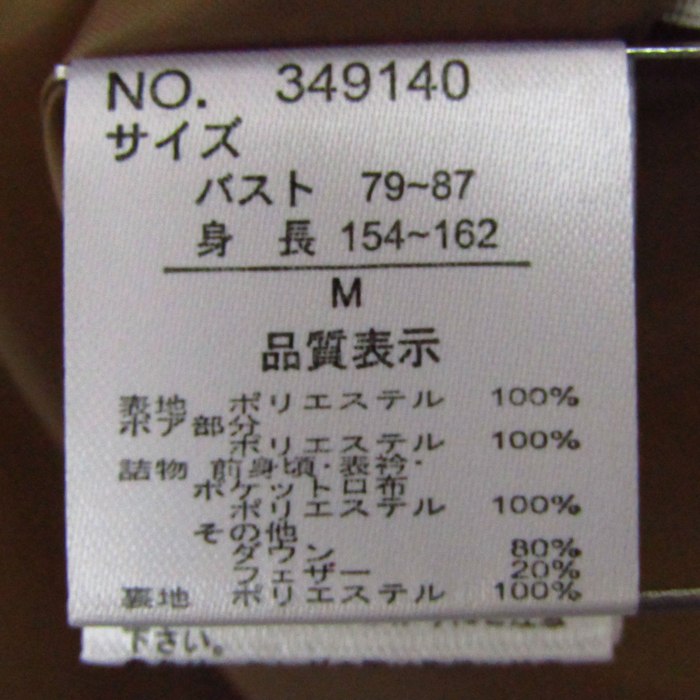 NO. 349140
サイズ
バスト 79~87
身 長 154~162
M
品質表示
表地 ポリエステル 100%
ボア部分
ポリエステル 100%
詰物 前身頃・表衿・
ポケット口布
ポリエステル 100%
その他
ダウン 80%
フェザー 20%
裏地 ポリエステル 100%
下さい。